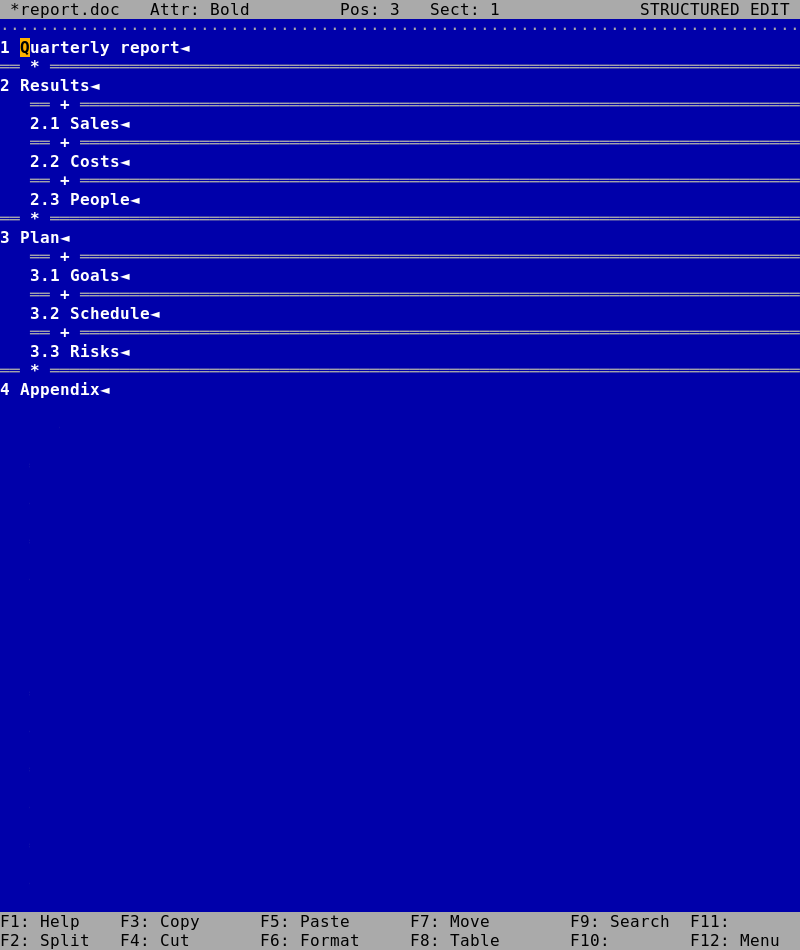 *report.doc   Attr: Bold         Pos: 3   Sect: 1              STRUCTURED EDIT
1 Quarterly report◄
══ * ══════════
2 Results◄
══ + ══════════
2.1 Sales◄
══ + ══════════
2.2 Costs◄
══ + ══════════
2.3 People◄
══ * ══════════
3 Plan◄
══ + ══════════
3.1 Goals◄
══ + ══════════
3.2 Schedule◄
══ + ══════════
3.3 Risks◄
══ * ══════════
4 Appendix◄
F1: Help    F3: Copy      F5: Paste      F7: Move        F9: Search  F11:
F2: Split   F4: Cut       F6: Format     F8: Table       F10:        F12: Menu